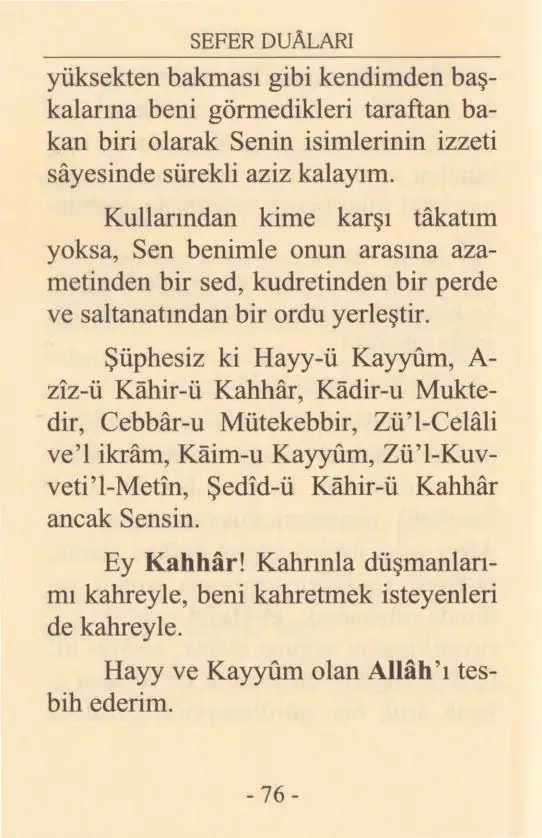 SEFER DUÂLARI
yüksekten bakması gibi kendimden baş-
kalarına beni görmedikleri taraftan ba-
kan biri olarak Senin isimlerinin izzeti
sâyesinde sürekli aziz kalayım.
Kullarından kime karşı tâkatım
yoksa, Sen benimle onun arasına aza-
metinden bir sed, kudretinden bir perde
ve saltanatından bir ordu yerleştir.
Şüphesiz ki Hayy-ü Kayyûm, A-
zîz-ü Kāhir-ü Kahhâr, Kādir-u Mukte-
dir, Cebbâr-u Mütekebbir, Zü’l-Celâli
ve’l ikrâm, Kāim-u Kayyûm, Zü’l-Kuv-
veti’l-Metîn, Şedîd-ü Kāhir-ü Kahhâr
ancak Sensin.
Ey Kahhâr! Kahrınla düşmanları-
mı kahreyle, beni kahretmek isteyenleri
de kahreyle.
Hayy ve Kayyûm olan Allâh’ı tes-
bih ederim.
- 76 -